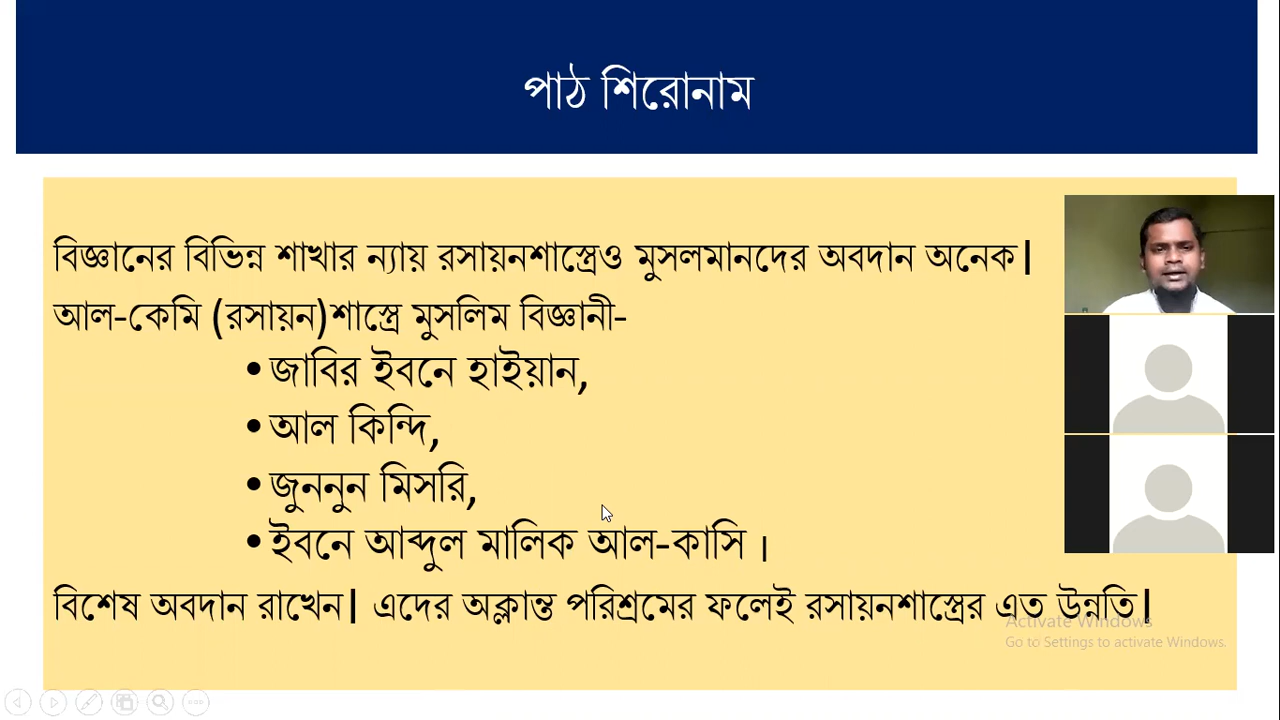 পাঠ শিরোনাম
বিজ্ঞানের বিভিন্ন শাখার ন্যায় রসায়নশাস্ত্রেও মুসলমানদের অবদান অনেক|
আল-কেমি (রসায়ন)শাস্ত্রে মুসলিম বিজ্ঞানী-
•জাবির ইবনে হাইয়ান,
•আল কিন্দি,
•জুননুন মিসরি,
•ইবনে আব্দুল মালিক আল-কাসি ।
বিশেষ অবদান রাখেন| এদের অক্লান্ত পরিশ্রমের ফলেই রসায়নশাস্ত্রের এত উন্নতি|
Activate Windows
Go to Settings to activate Windows.